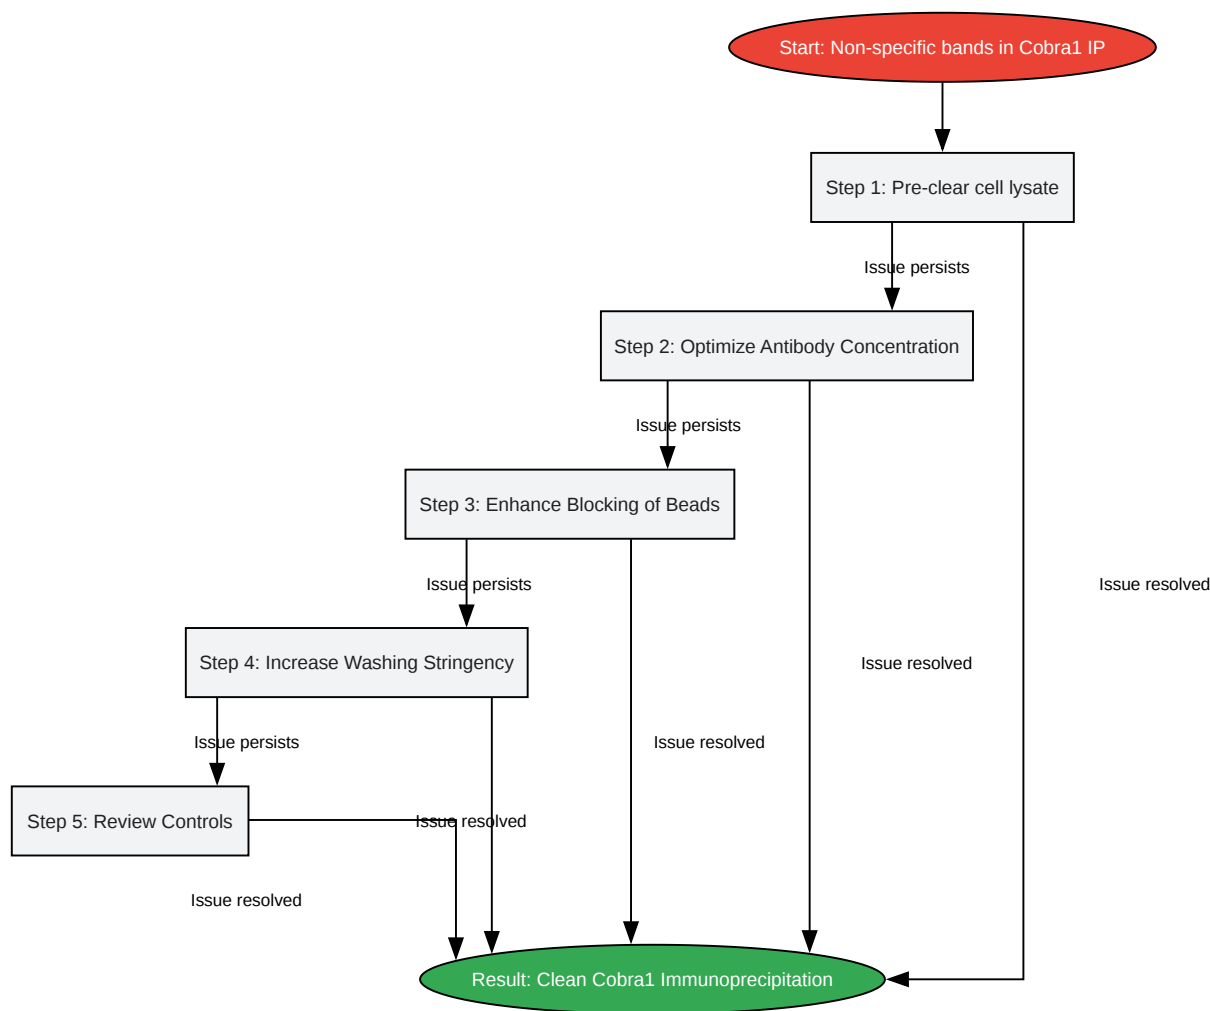 Start: Non-specific bands in Cobra1 IP
Step 1: Pre-clear cell lysate
Issue persists
Step 2: Optimize Antibody Concentration
Issue persists
Step 3: Enhance Blocking of Beads
Issue persists
Issue resolved
Step 4: Increase Washing Stringency
Issue resolved
Issue persists
Issue resolved
Step 5: Review Controls
Issue resolved
Issue resolved
Result: Clean Cobra1 Immunoprecipitation